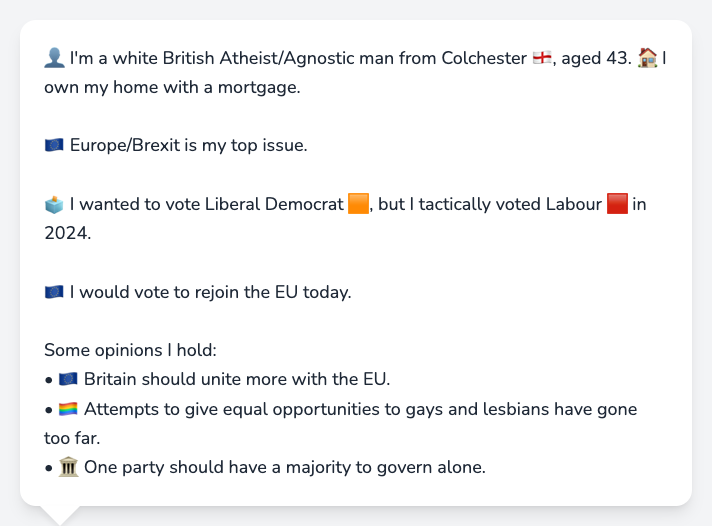 👤 I'm a white British Atheist/Agnostic man from Colchester 🏴󠁧󠁢󠁥󠁮󠁧󠁿, aged 43. 🏠 I
own my home with a mortgage.
🇪🇺 Europe/Brexit is my top issue.
🗳️ I wanted to vote Liberal Democrat 🟧, but I tactically voted Labour 🟥 in
2024.
🇪🇺 I would vote to rejoin the EU today.
Some opinions I hold:
• 🇪🇺 Britain should unite more with the EU.
• 🏳️‍🌈 Attempts to give equal opportunities to gays and lesbians have gone
too far.
• 🏛️ One party should have a majority to govern alone.